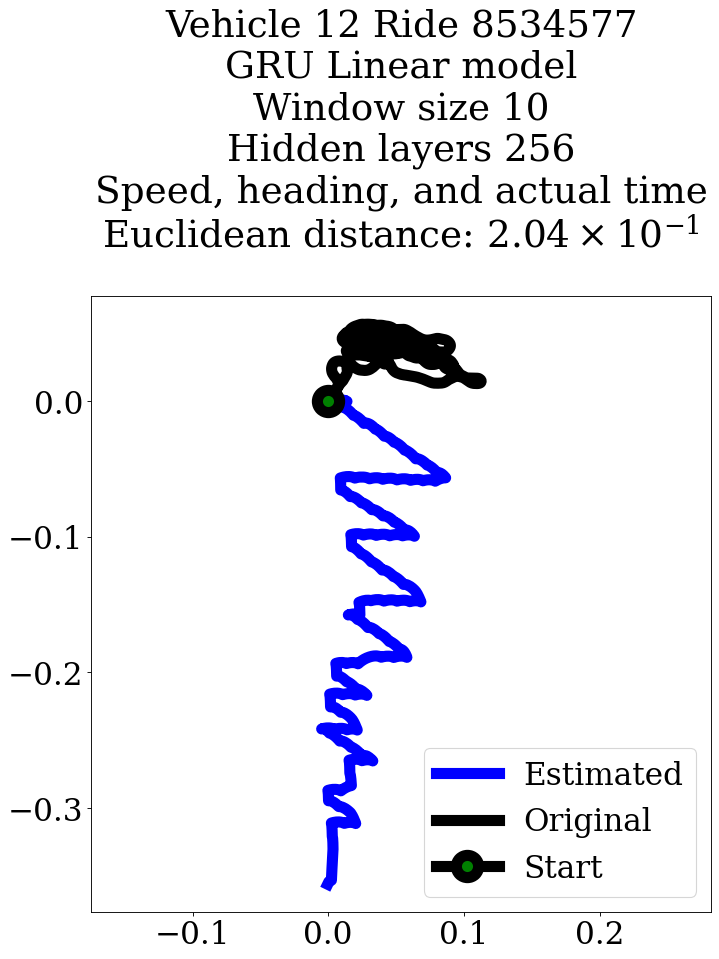 Vehicle 12 Ride 8534577
GRU Linear model
Window size 10
Hidden layers 256
Speed, heading, and actual time
Euclidean distance: 2.04 × 10⁻¹
0.0
−0.1
−0.2
−0.3
Estimated
Original
Start
−0.1 0.0 0.1 0.2